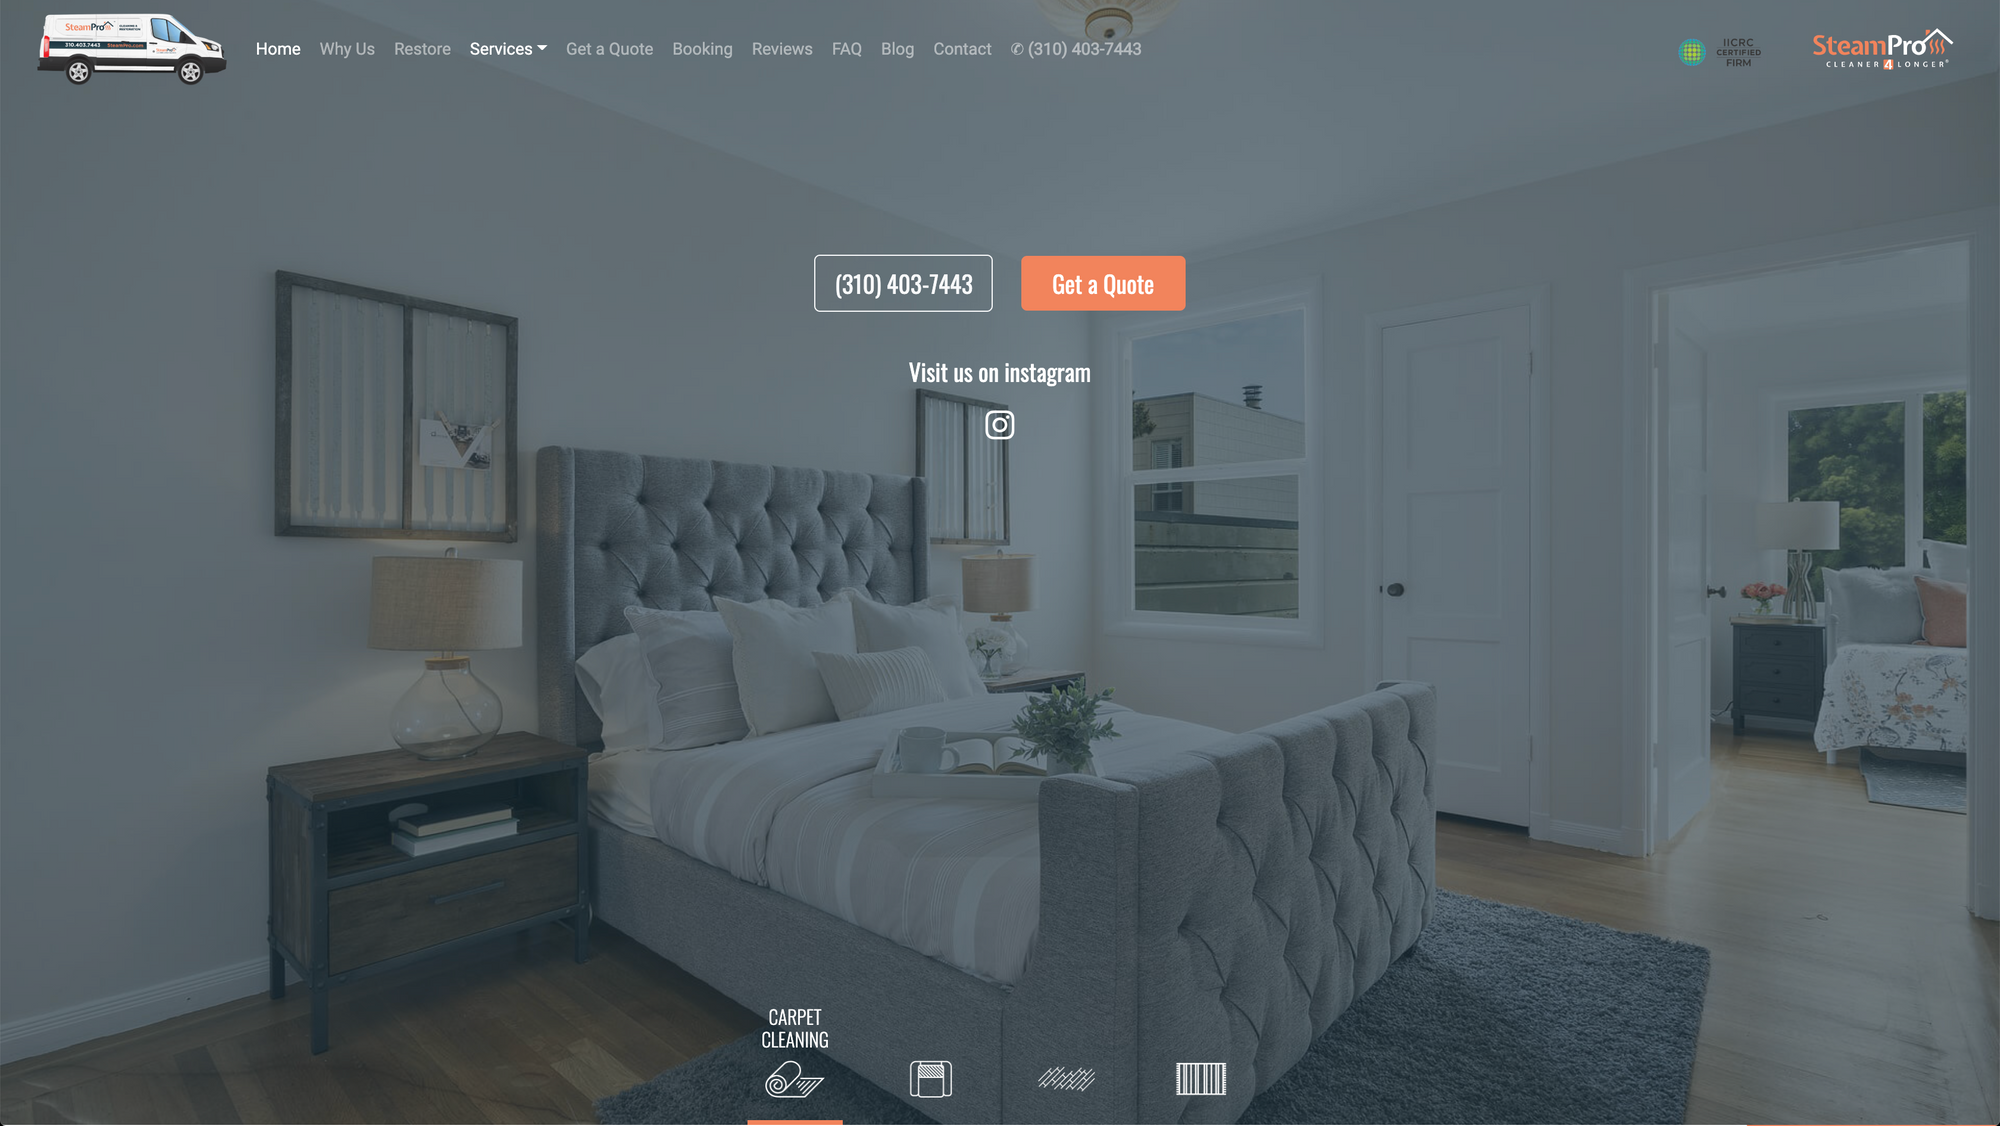 SteamPro
310.403.7443 SteamPro.com
Home Why Us Restore Services Get a Quote Booking Reviews FAQ Blog Contact ✆ (310) 403-7443
IICRC
CERTIFIED
FIRM
SteamPro
CLEANER 4 LONGER®
(310) 403-7443 Get a Quote
Visit us on instagram
CARPET
CLEANING